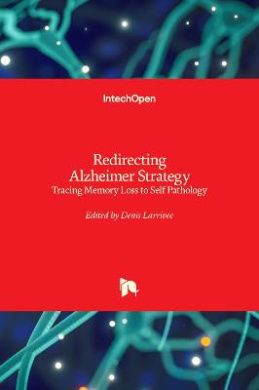 IntechOpen
Redirecting
Alzheimer Strategy
Tracing Memory Loss to Self Pathology
Edited by Denis Larrivee